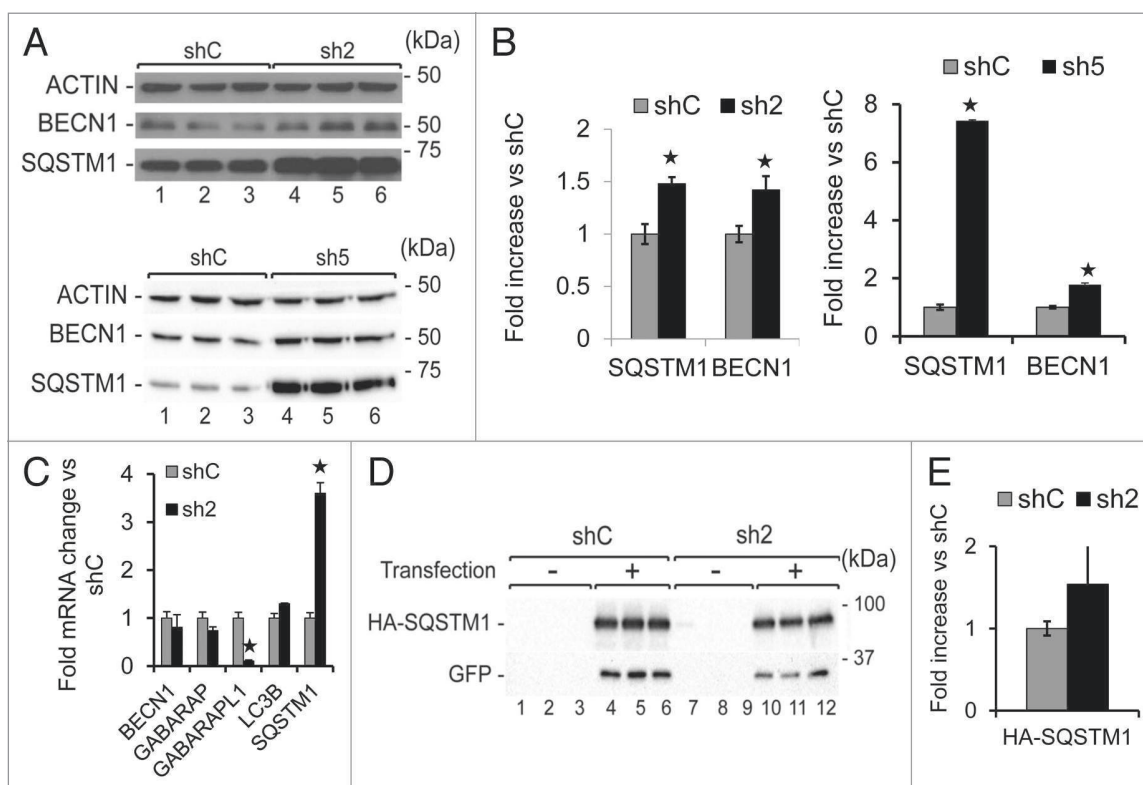 A
shC sh2 (kDa)
ACTIN - - 50
BECN1 - - 50
- 75
SQSTM1 -
1 2 3 4 5 6
shC sh5 (kDa)
ACTIN - - 50
BECN1 - - 50
- 75
SQSTM1 -
1 2 3 4 5 6
B
shC sh2
Fold increase vs shC
2
1.5
1
0.5
0
★ ★
SQSTM1 BECN1
shC sh5
Fold increase vs shC
8
6
4
2
0
★ ★
SQSTM1 BECN1
C
Fold mRNA change vs
shC
shC
sh2
4
3
2
1
0
★ ★
BECN1
GABARAP
GABARAPL1
LC3B
SQSTM1
D
shC sh2 (kDa)
Transfection - + - +
- 100
HA-SQSTM1 -
- 37
GFP -
1 2 3 4 5 6 7 8 9 10 11 12
E
shC sh2
Fold increase vs shC
2
1
0
HA-SQSTM1